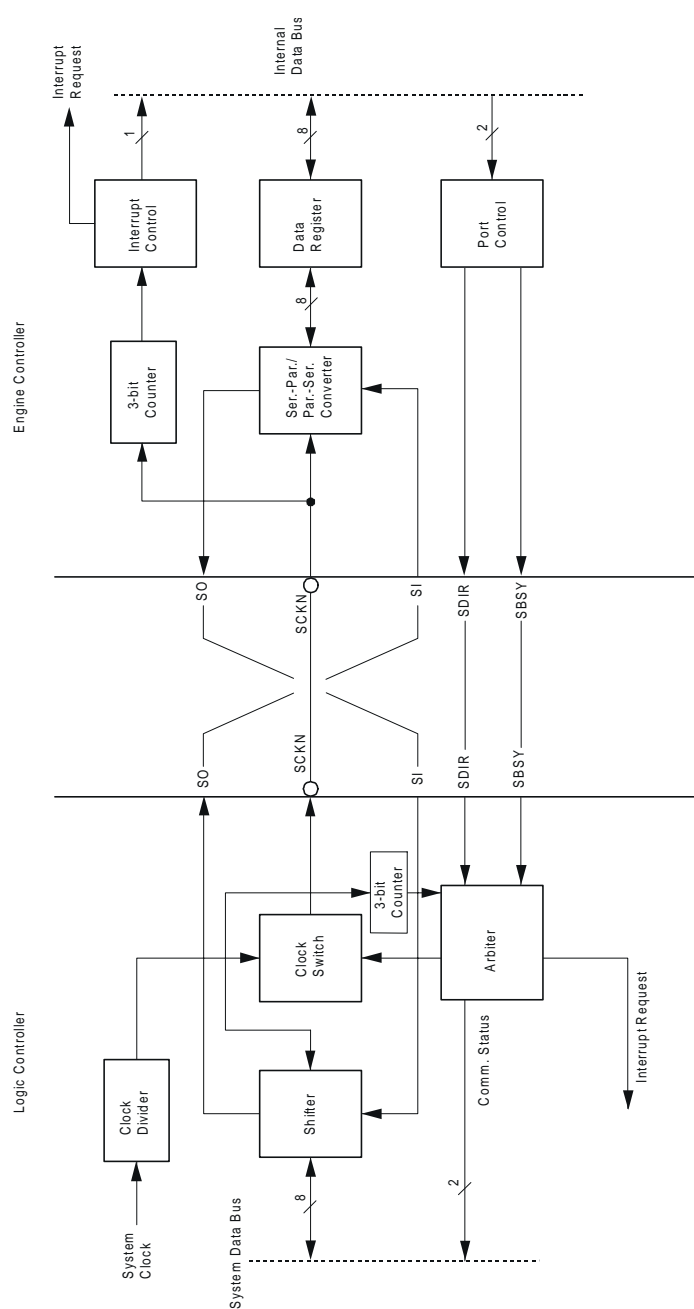 Logic Controller
Engine Controller
System
Clock
Clock
Divider
System Data Bus
8
Shifter
Clock
Switch
3-bit
Counter
Arbiter
Comm. Status
2
Interrupt Request
SO
SCKN
SI
SDIR
SBSY
SO
SCKN
SI
SDIR
SBSY
3-bit
Counter
Interrupt
Control
Interrupt
Request
1
Ser.-Par./
Par.-Ser.
Converter
8
Data
Register
8
Internal
Data Bus
Port
Control
2